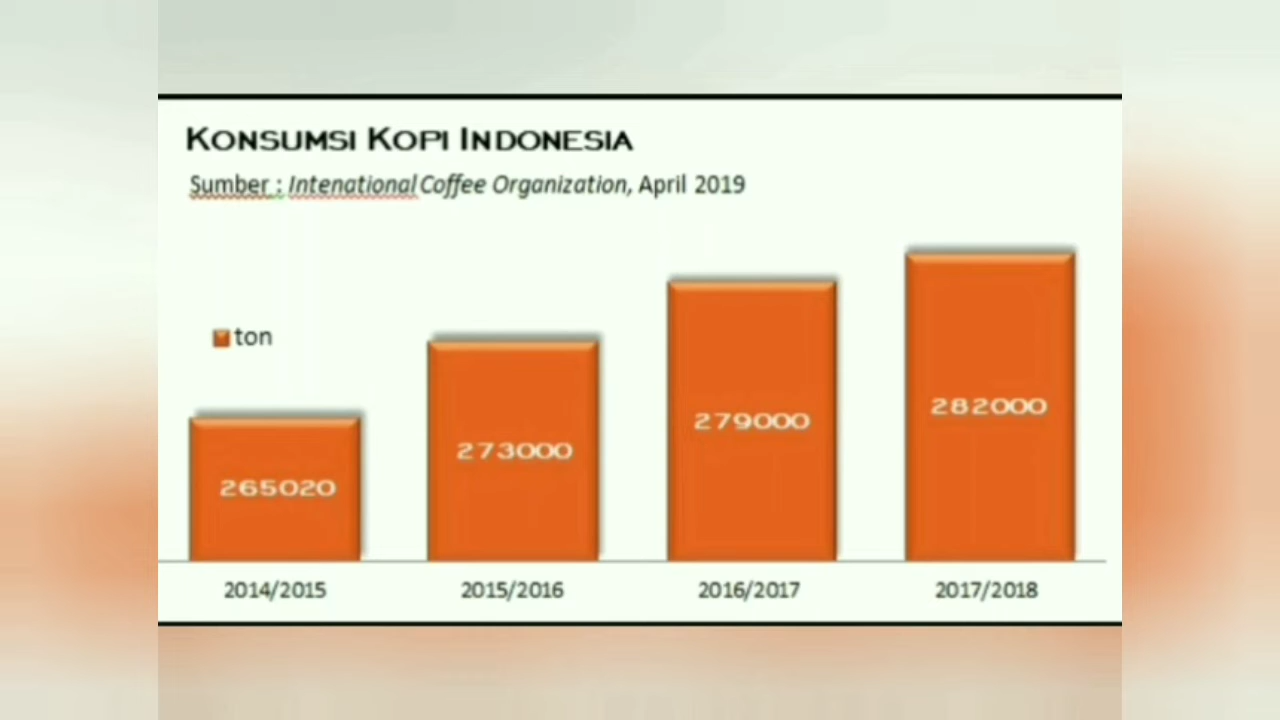 KONSUMSI KOPI INDONESIA
Sumber : Intenational Coffee Organization, April 2019
ton
265020
273000
279000
282000
2014/2015
2015/2016
2016/2017
2017/2018